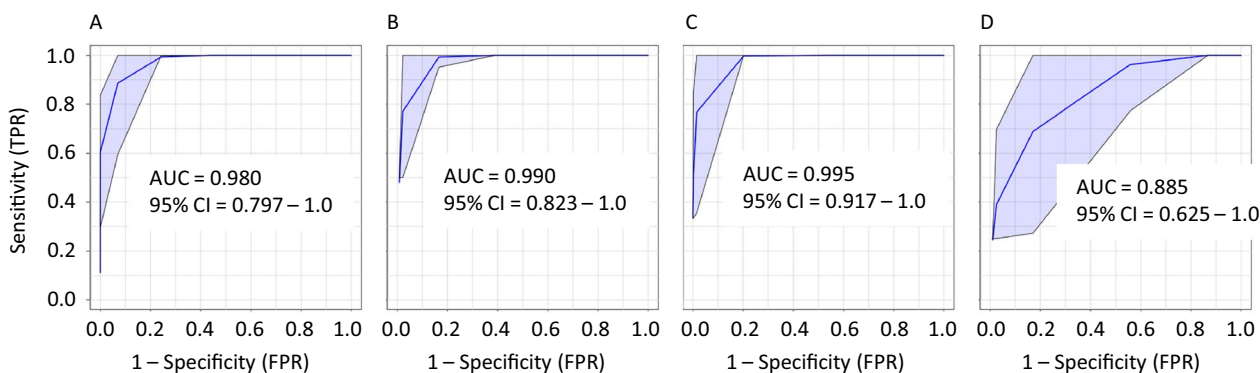 A
B
C
D
Sensitivity (TPR)
1.0
0.8
0.6
0.4
0.2
0.0
AUC = 0.980
95% CI = 0.797 – 1.0
AUC = 0.990
95% CI = 0.823 – 1.0
AUC = 0.995
95% CI = 0.917 – 1.0
AUC = 0.885
95% CI = 0.625 – 1.0
0.0 0.2 0.4 0.6 0.8 1.0
0.0 0.2 0.4 0.6 0.8 1.0
0.0 0.2 0.4 0.6 0.8 1.0
0.0 0.2 0.4 0.6 0.8 1.0
1 – Specificity (FPR)
1 – Specificity (FPR)
1 – Specificity (FPR)
1 – Specificity (FPR)